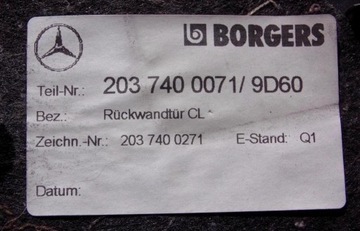 BORGERS
Teil-Nr.: 203 740 0071/ 9D60
Bez.: Rückwandtür CL
Zeichn.-Nr.: 203 740 0271 E-Stand: Q1
Datum: